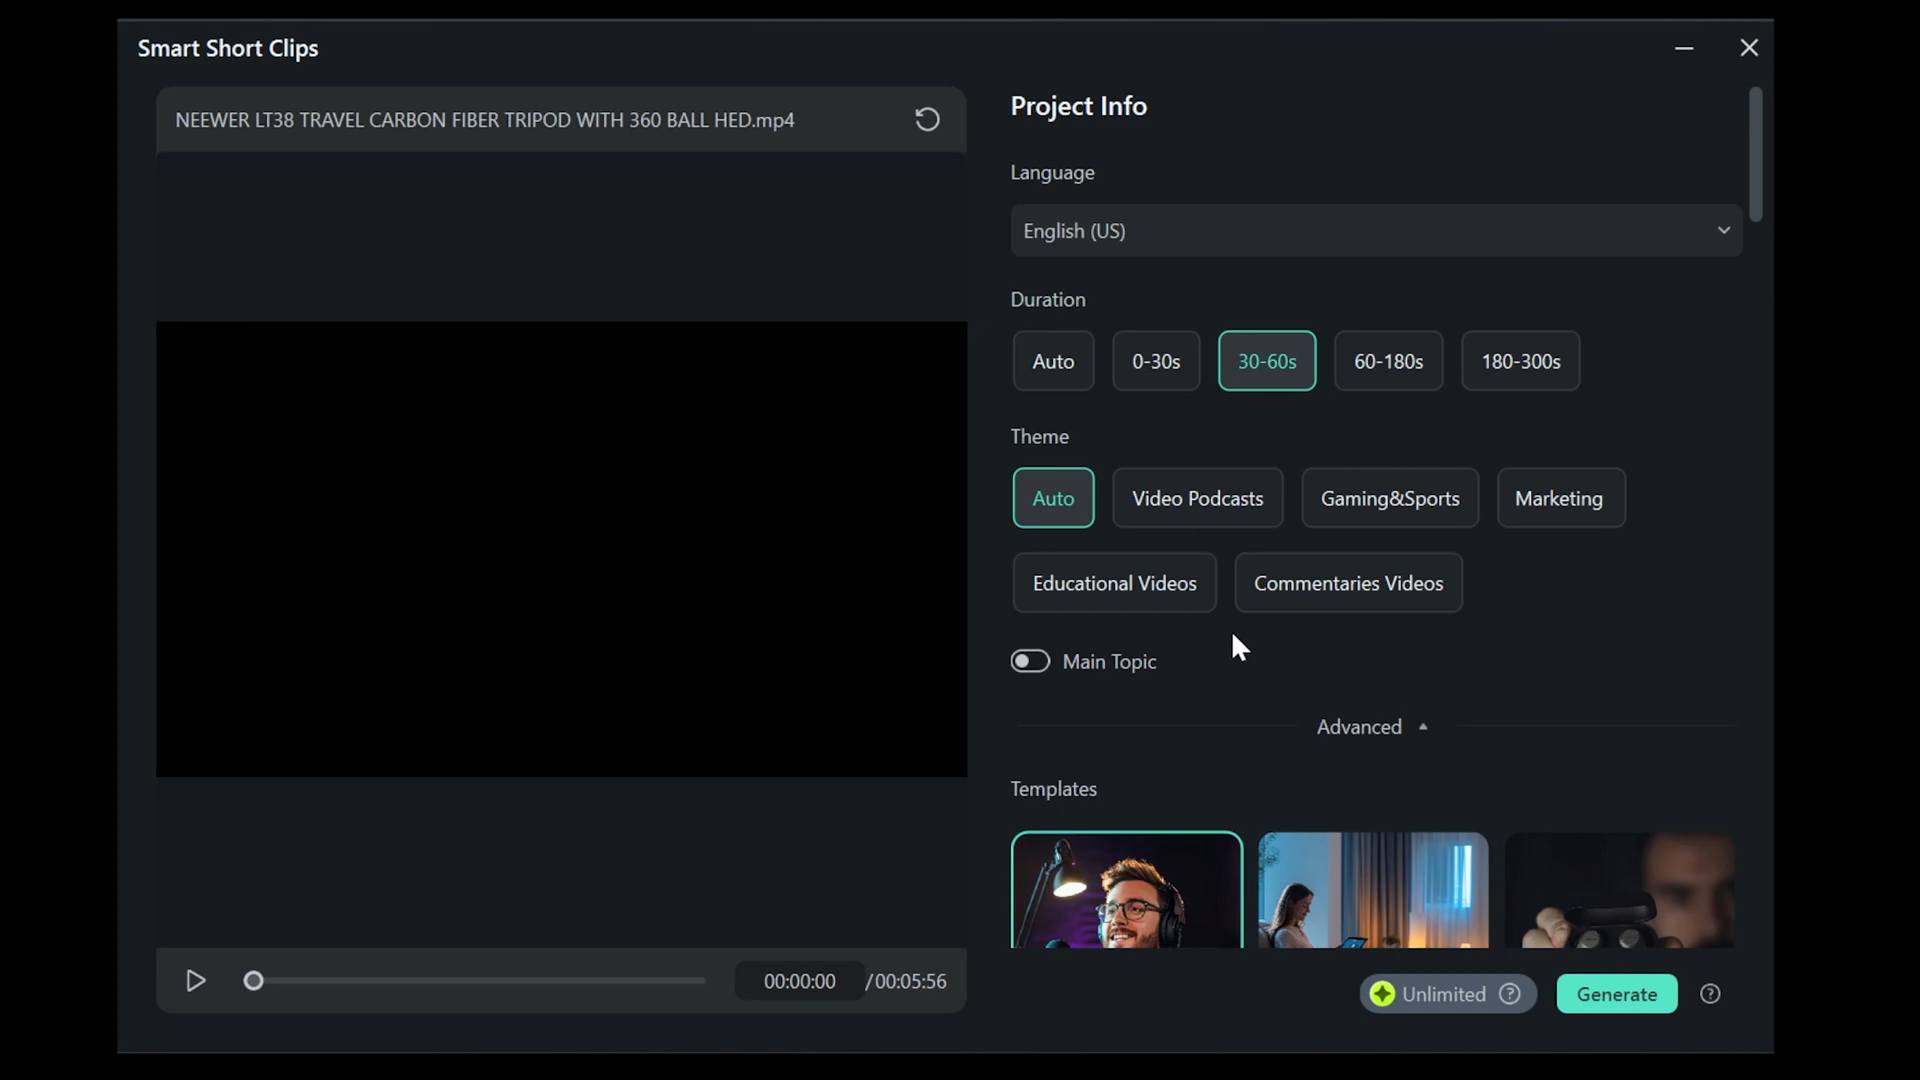 Smart Short Clips
NEEWER LT38 TRAVEL CARBON FIBER TRIPOD WITH 360 BALL HED.mp4
00:00:00 /00:05:56
Project Info
Language
English (US)
Duration
Auto 0-30s 30-60s 60-180s 180-300s
Theme
Auto Video Podcasts Gaming&Sports Marketing
Educational Videos Commentaries Videos
Main Topic
Advanced
Templates
Unlimited ? Generate ?